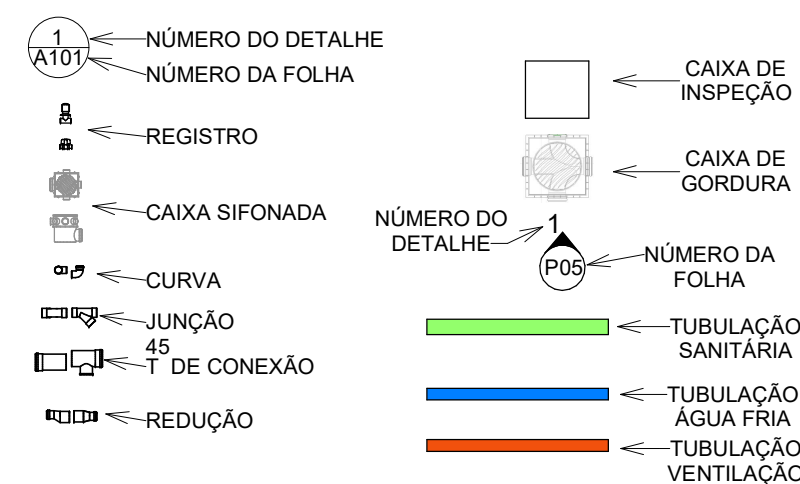 1
A101
NÚMERO DO DETALHE
NÚMERO DA FOLHA
REGISTRO
CAIXA SIFONADA
CURVA
JUNÇÃO
45
T DE CONEXÃO
REDUÇÃO
CAIXA DE
INSPEÇÃO
CAIXA DE
GORDURA
NÚMERO DO
DETALHE
1
P05
NÚMERO DA
FOLHA
TUBULAÇÃO
SANITÁRIA
TUBULAÇÃO
ÁGUA FRIA
TUBULAÇÃO
VENTILAÇÃO